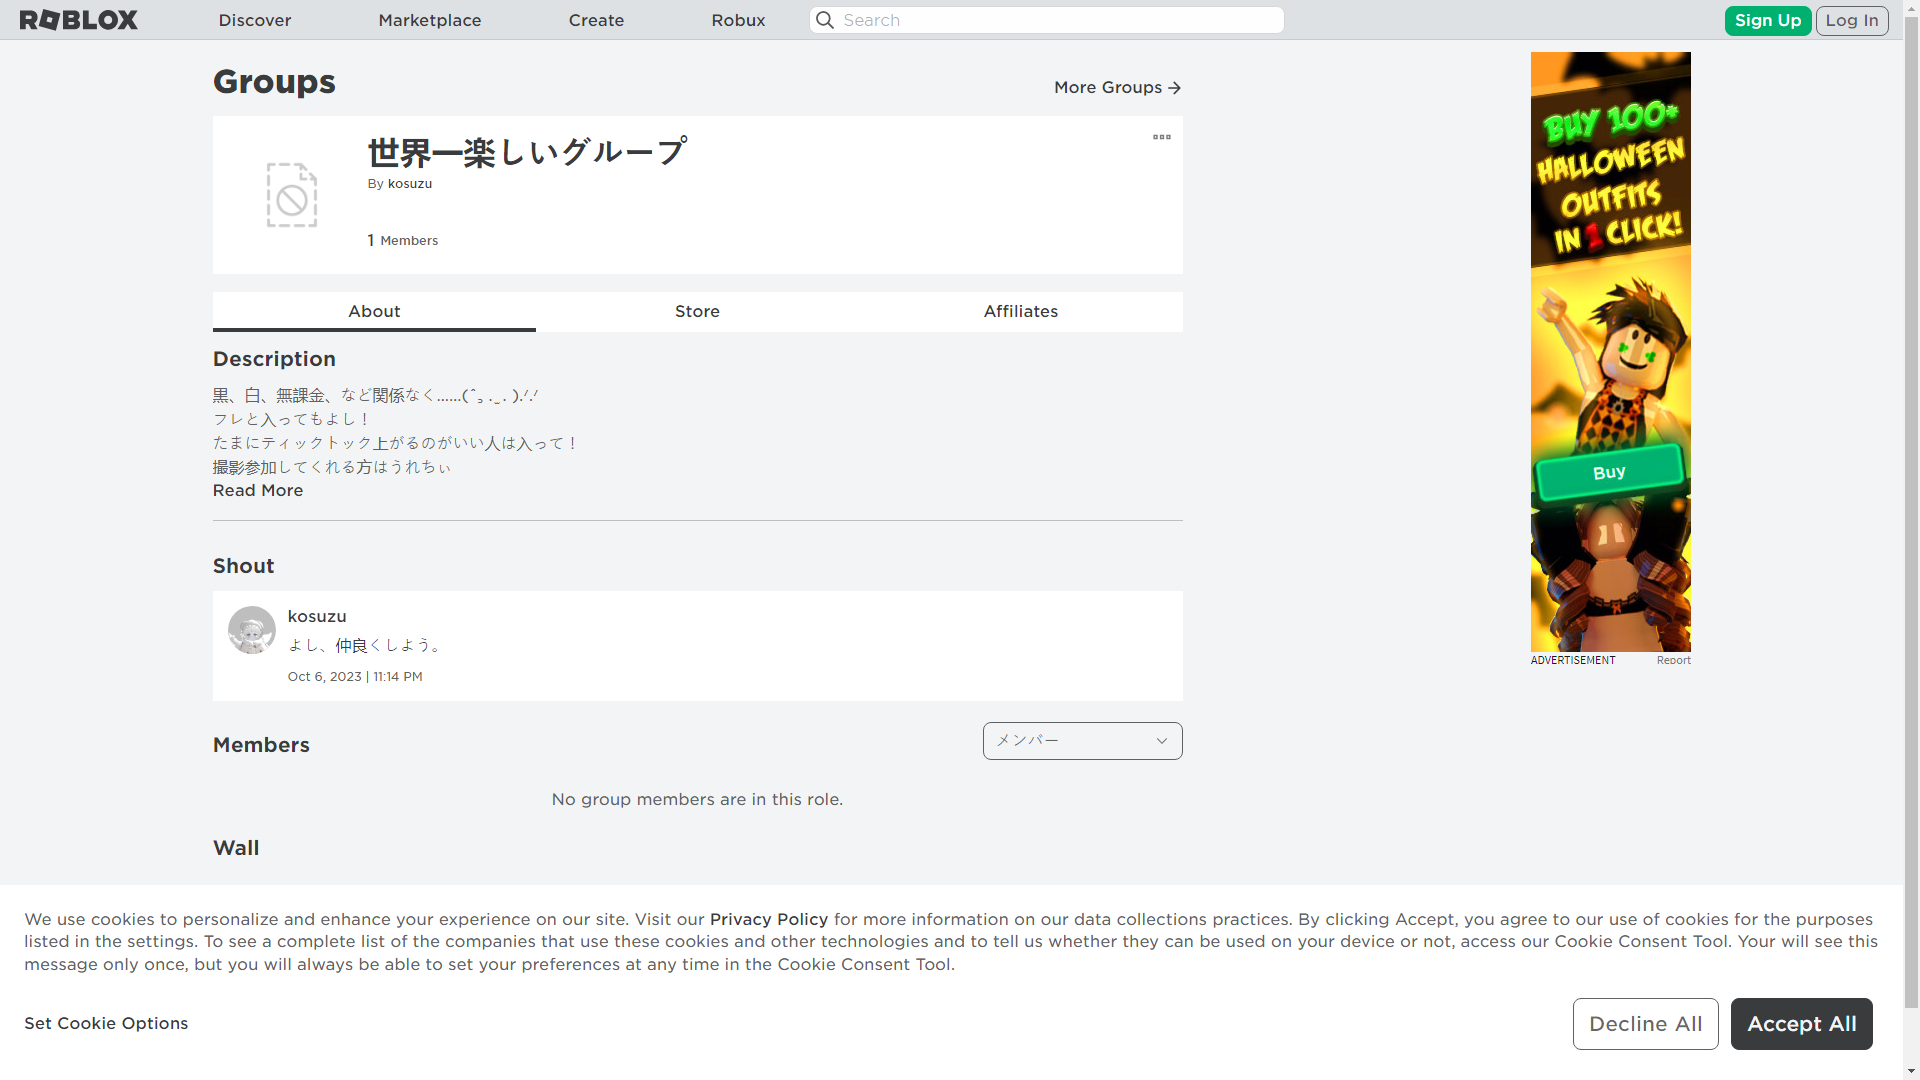 ROBLOX
Discover
Marketplace
Create
Robux
Search
Sign Up
Log In
Groups
More Groups
世界一楽しいグループ
By kosuzu
1 Members
About
Store
Affiliates
Description
黒、白、無課金、など関係なく......(ˆ꜆ . ̫ . ).ᐟ.ᐟ
フレと入ってもよし！
たまにティックトック上がるのがいい人は入って！
撮影参加してくれる方はうれちぃ
Read More
Shout
kosuzu
よし、仲良くしよう。
Oct 6, 2023 | 11:14 PM
Members
メンバー
No group members are in this role.
Wall
BUY 100+
HALLOWEEN
OUTFITS
IN 1 CLICK!
Buy
ADVERTISEMENT
Report
We use cookies to personalize and enhance your experience on our site. Visit our Privacy Policy for more information on our data collections practices. By clicking Accept, you agree to our use of cookies for the purposes
listed in the settings. To see a complete list of the companies that use these cookies and other technologies and to tell us whether they can be used on your device or not, access our Cookie Consent Tool. Your will see this
message only once, but you will always be able to set your preferences at any time in the Cookie Consent Tool.
Set Cookie Options
Decline All
Accept All